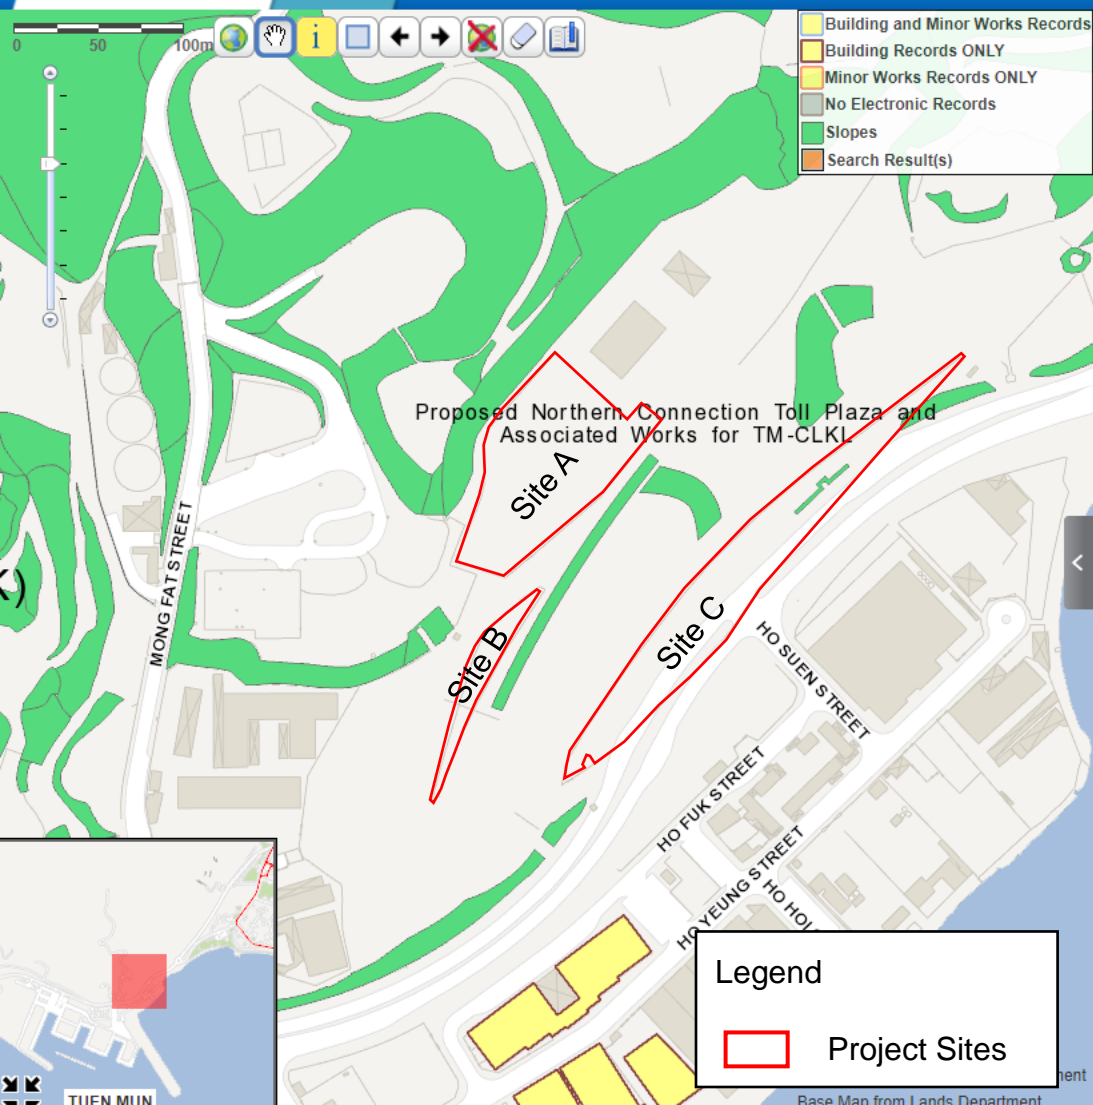 0 50 100m
i
Building and Minor Works Records
Building Records ONLY
Minor Works Records ONLY
No Electronic Records
Slopes
Search Result(s)
Proposed Northern Connection Toll Plaza and
Associated Works for TM-CLKL
Site A
Site B
Site C
MONG FAT STREET
K)
HO SUEN STREET
HO FUK STREET
HO YEUNG STREET
HO HOI
Legend
Project Sites
TUEN MUN
Base Map from Lands Department